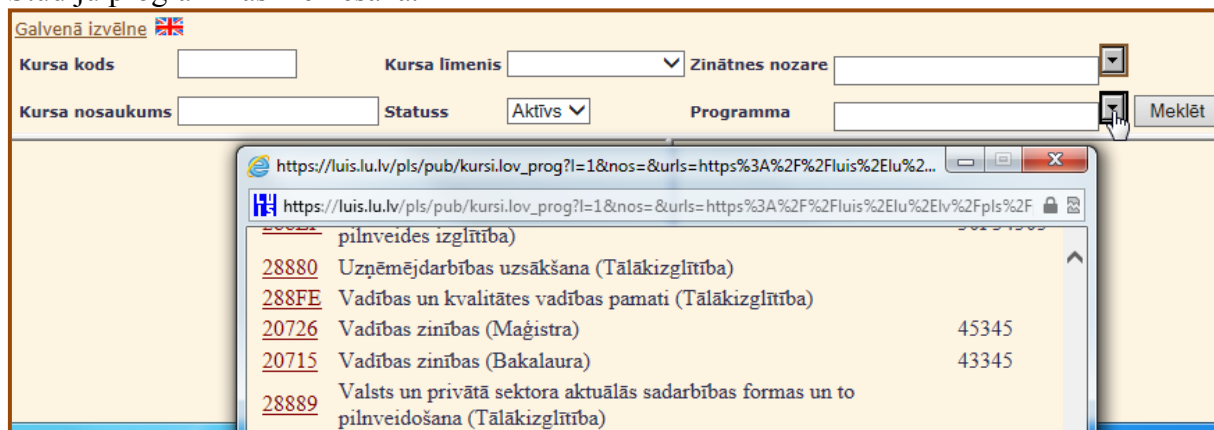 Galvenā izvēlne
Kursa kods Kursa līmenis Zinātnes nozare
Kursa nosaukums Statuss Aktīvs Programma Meklēt
https://luis.lu.lv/pls/pub/kursi.lov_prog?l=1&nos=&urls=https%3A%2F%2Fluis%2Elu%2...
https://luis.lu.lv/pls/pub/kursi.lov_prog?l=1&nos=&urls=https%3A%2F%2Fluis%2Elu%2Elv%2Fpls%2F
pilnveides izglītība)
28880 Uzņēmējdarbības uzsākšana (Tālākizglītība)
288FE Vadības un kvalitātes vadības pamati (Tālākizglītība)
20726 Vadības zinības (Maģistra) 45345
20715 Vadības zinības (Bakalaura) 43345
28889 Valsts un privātā sektora aktuālās sadarbības formas un to
pilnveidošana (Tālākizglītība)